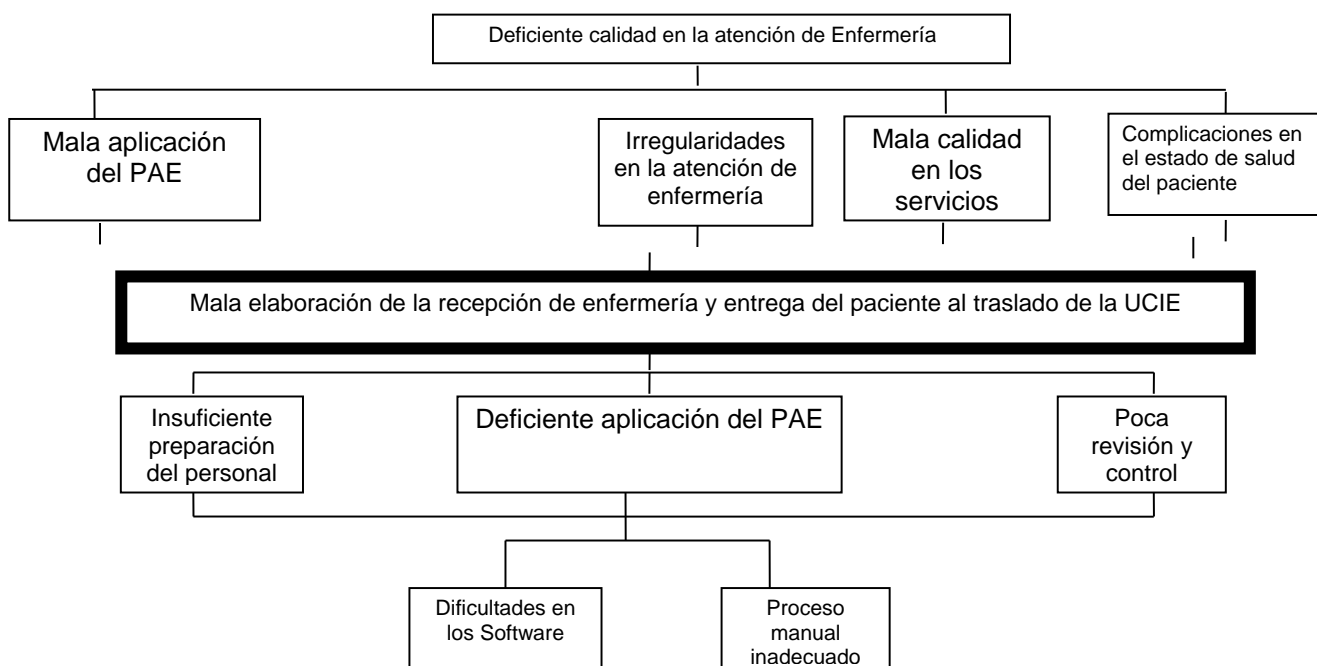 Deficiente calidad en la atención de Enfermería
Mala aplicación
del PAE
Irregularidades
en la atención de
enfermería
Mala calidad
en los
servicios
Complicaciones en
el estado de salud
del paciente
Mala elaboración de la recepción de enfermería y entrega del paciente al traslado de la UCIE
Insuficiente
preparación
del personal
Deficiente aplicación del PAE
Poca
revisión y
control
Dificultades en
los Software
Proceso
manual
inadecuado